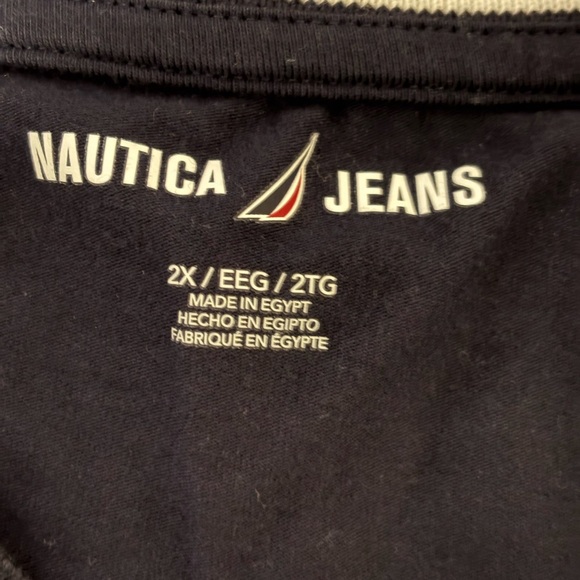 NAUTICA JEANS
2X / EEG / 2TG
MADE IN EGYPT
HECHO EN EGIPTO
FABRIQUÉ EN ÉGYPTE